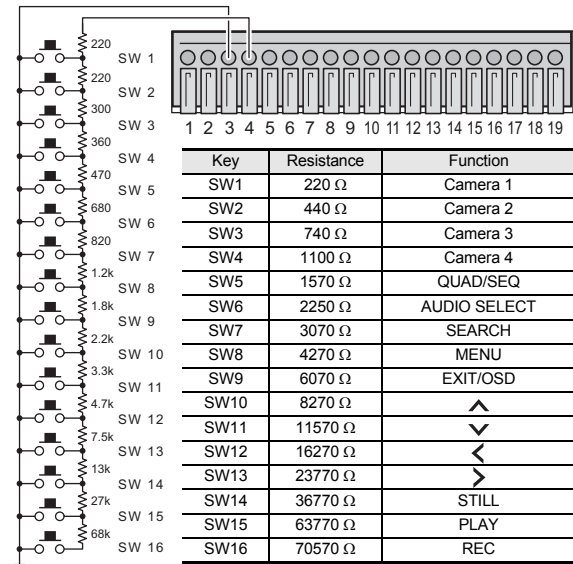 220
SW 1
220
SW 2
300
SW 3
360
SW 4
470
SW 5
680
SW 6
820
SW 7
1.2k
SW 8
1.8k
SW 9
2.2k
SW 10
3.3k
SW 11
4.7k
SW 12
7.5k
SW 13
13k
SW 14
27k
SW 15
68k
SW 16
1 2 3 4 5 6 7 8 9 10 11 12 13 14 15 16 17 18 19
Key Resistance Function
SW1 220 Ω Camera 1
SW2 440 Ω Camera 2
SW3 740 Ω Camera 3
SW4 1100 Ω Camera 4
SW5 1570 Ω QUAD/SEQ
SW6 2250 Ω AUDIO SELECT
SW7 3070 Ω SEARCH
SW8 4270 Ω MENU
SW9 6070 Ω EXIT/OSD
SW10 8270 Ω
SW11 11570 Ω
SW12 16270 Ω
SW13 23770 Ω
SW14 36770 Ω STILL
SW15 63770 Ω PLAY
SW16 70570 Ω REC